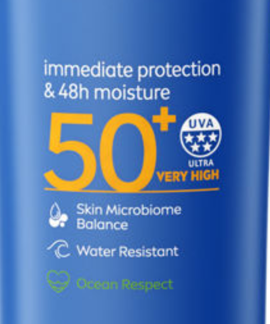 immediate protection
& 48h moisture
50+
UVA
ULTRA
VERY HIGH
Skin Microbiome
Balance
Water Resistant
Ocean Respect